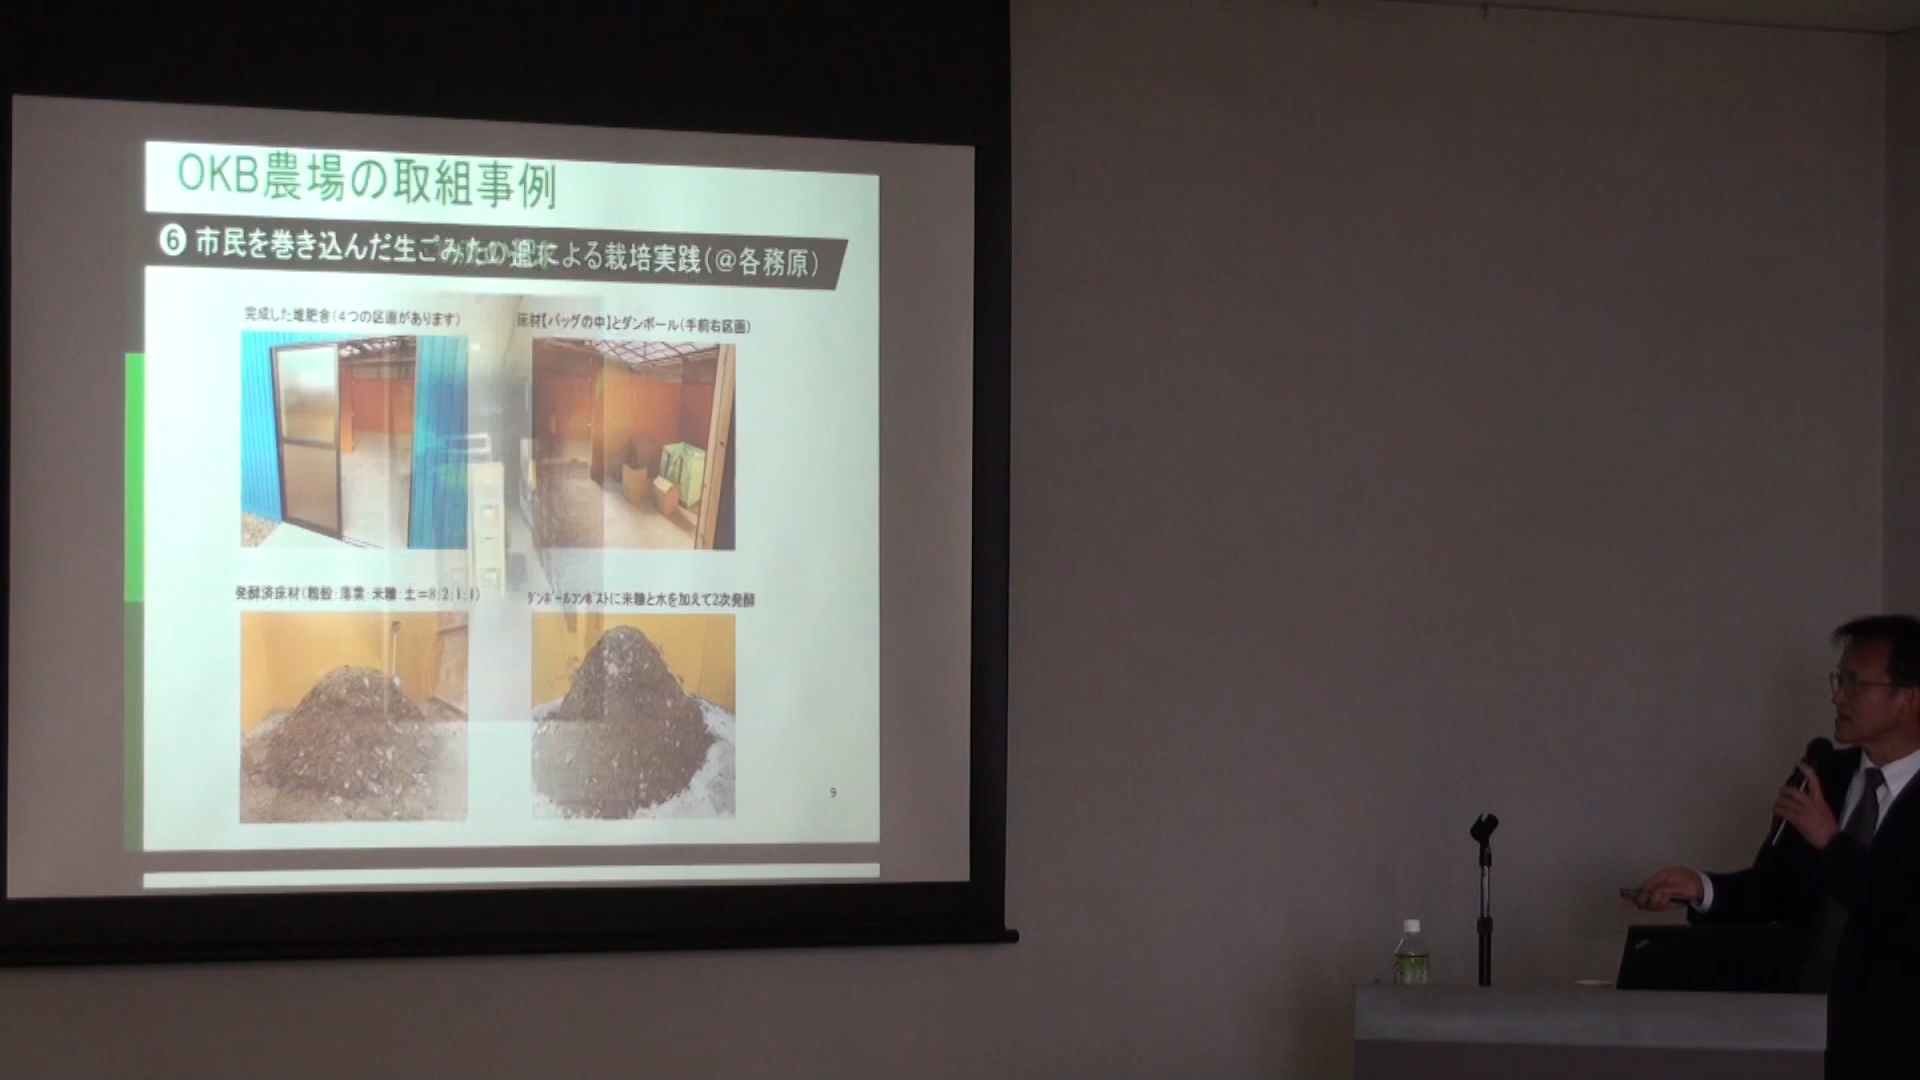 OKB農場の取組事例
❻ 市民を巻き込んだ生ごみたい肥による栽培実践(@各務原)
完成した堆肥舎(4つの区画があります)
床材【バッグの中】とダンボール(手前右区画)
発酵済床材(籾殻:落葉:米糠:土=8:2:1:1)
ダンボールコンポストに米糠と水を加えて2次発酵
9